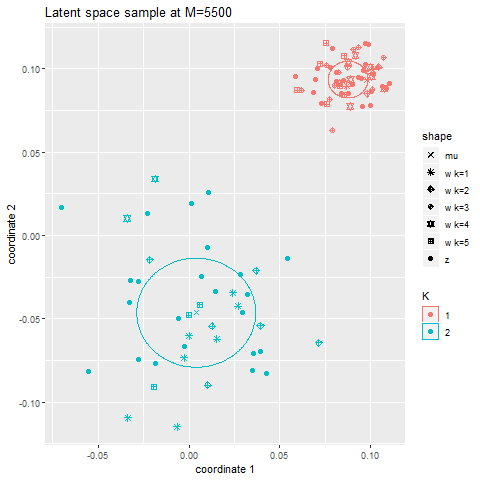 Latent space sample at M=5500
0.10
0.05
0.00
-0.05
-0.10
coordinate 2
-0.05
0.00
0.05
0.10
coordinate 1
shape
mu
w k=1
w k=2
w k=3
w k=4
w k=5
z
K
1
2